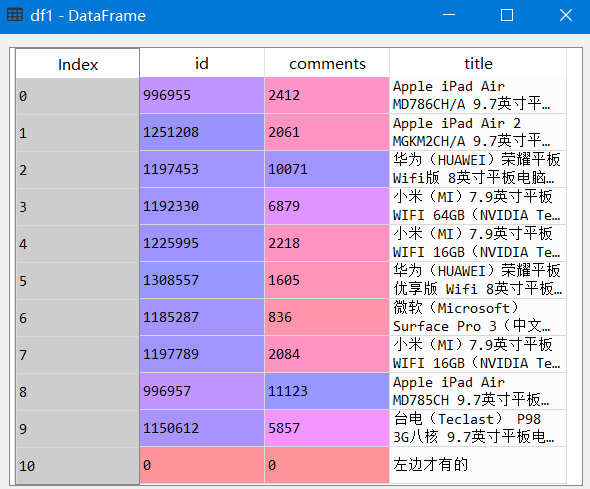 df1 - DataFrame
Index id comments title
0 996955 2412 Apple iPad Air
MD786CH/A 9.7英寸平…
1 1251208 2061 Apple iPad Air 2
MGKM2CH/A 9.7英寸平…
2 1197453 10071 华为（HUAWEI）荣耀平板
Wifi版 8英寸平板电脑…
3 1192330 6879 小米（MI）7.9英寸平板
WIFI 64GB（NVIDIA Te…
4 1225995 2218 小米（MI）7.9英寸平板
WIFI 16GB（NVIDIA Te…
5 1308557 1605 华为（HUAWEI）荣耀平板
优享版 Wifi 8英寸平板…
6 1185287 836 微软（Microsoft）
Surface Pro 3（中文…
7 1197789 2084 小米（MI）7.9英寸平板
WIFI 16GB（NVIDIA Te…
8 996957 11123 Apple iPad Air
MD785CH 9.7英寸平板…
9 1150612 5857 台电（Teclast） P98
3G八核 9.7英寸平板电…
10 0 0 左边才有的